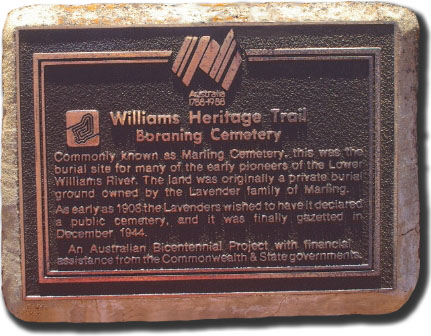 Australia
1788-1988
Williams Heritage Trail
Boraning Cemetery
Commonly known as Marling Cemetery, this was the
burial site for many of the early pioneers of the Lower
Williams River. The land was originally a private burial
ground owned by the Lavender family of Marling.
As early as 1908 the Lavenders wished to have it declared
a public cemetery, and it was finally gazetted in
December 1944.
An Australian Bicentennial Project with financial
assistance from the Commonwealth & State governments.